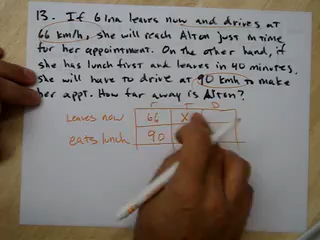 13. If Gina leaves now and drives at
66 km/h, she will reach Alton just in time
for her appointment. On the other hand, if
she has lunch first and leaves in 40 minutes.
she will have to drive at 90 kmh to make
her appt. How far away is Alton?
r T D
leaves now 66 X
eats lunch 90